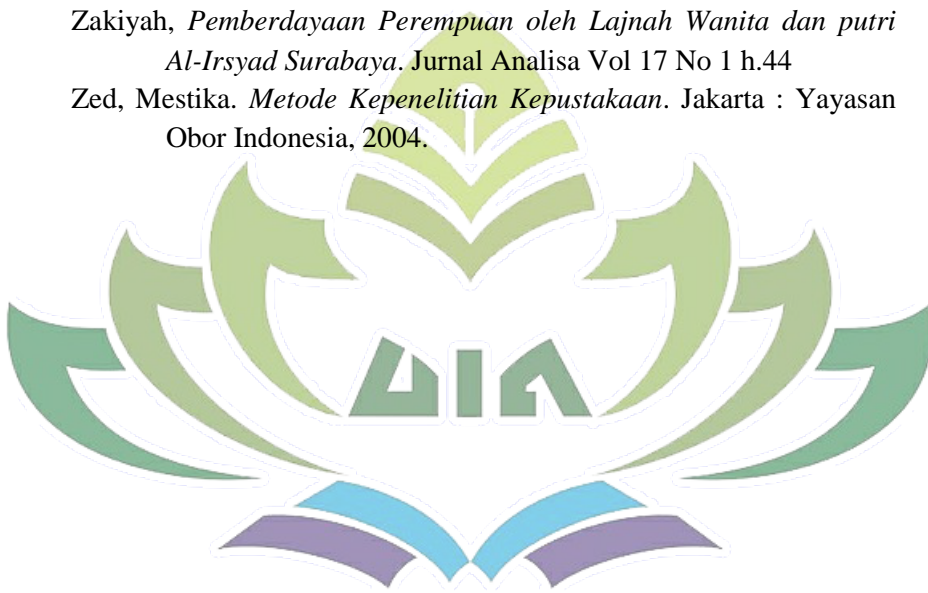 Zakiyah, Pemberdayaan Perempuan oleh Lajnah Wanita dan putri
Al-Irsyad Surabaya. Jurnal Analisa Vol 17 No 1 h.44
Zed, Mestika. Metode Kepenelitian Kepustakaan. Jakarta : Yayasan
Obor Indonesia, 2004.
UIN